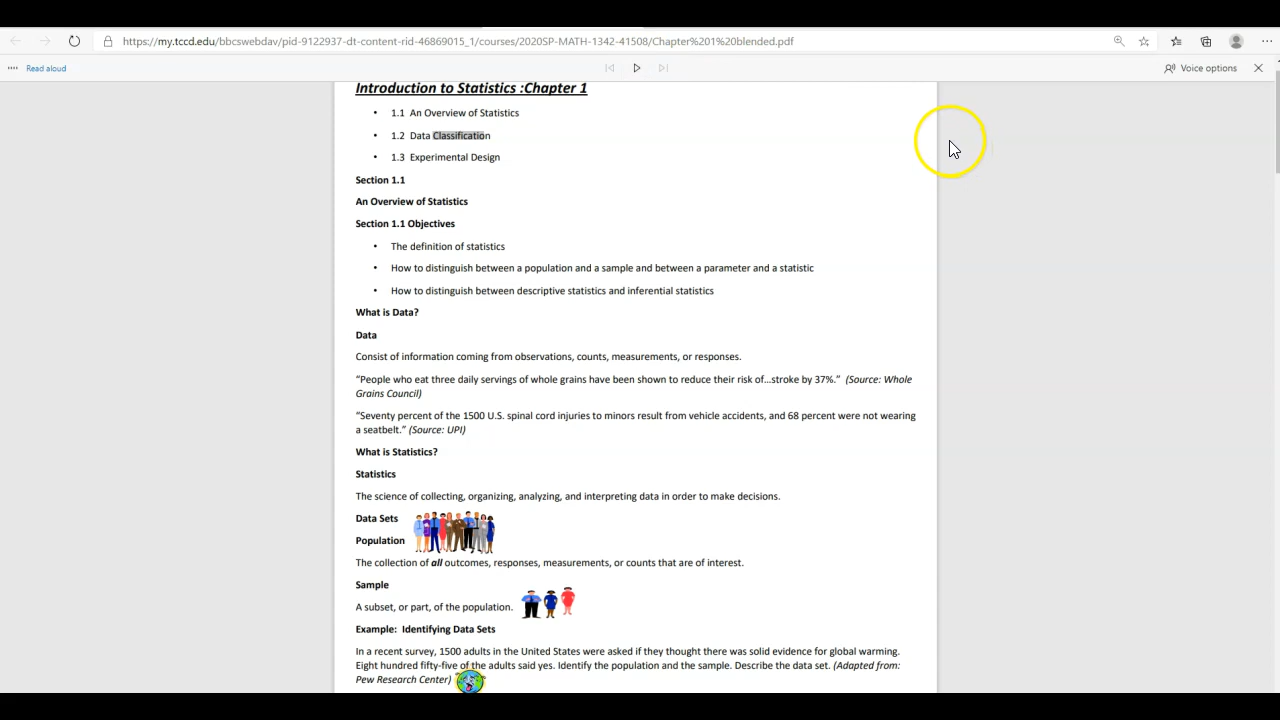 https://my.tccd.edu/bbcswebdav/pid-9122937-dt-content-rid-46869015_1/courses/2020SP-MATH-1342-41508/Chapter%201%20blended.pdf
Read aloud
Voice options
Introduction to Statistics :Chapter 1
• 1.1 An Overview of Statistics
• 1.2 Data Classification
• 1.3 Experimental Design
Section 1.1
An Overview of Statistics
Section 1.1 Objectives
• The definition of statistics
• How to distinguish between a population and a sample and between a parameter and a statistic
• How to distinguish between descriptive statistics and inferential statistics
What is Data?
Data
Consist of information coming from observations, counts, measurements, or responses.
“People who eat three daily servings of whole grains have been shown to reduce their risk of…stroke by 37%.” (Source: Whole
Grains Council)
“Seventy percent of the 1500 U.S. spinal cord injuries to minors result from vehicle accidents, and 68 percent were not wearing
a seatbelt.” (Source: UPI)
What is Statistics?
Statistics
The science of collecting, organizing, analyzing, and interpreting data in order to make decisions.
Data Sets
Population
The collection of all outcomes, responses, measurements, or counts that are of interest.
Sample
A subset, or part, of the population.
Example: Identifying Data Sets
In a recent survey, 1500 adults in the United States were asked if they thought there was solid evidence for global warming.
Eight hundred fifty-five of the adults said yes. Identify the population and the sample. Describe the data set. (Adapted from:
Pew Research Center)